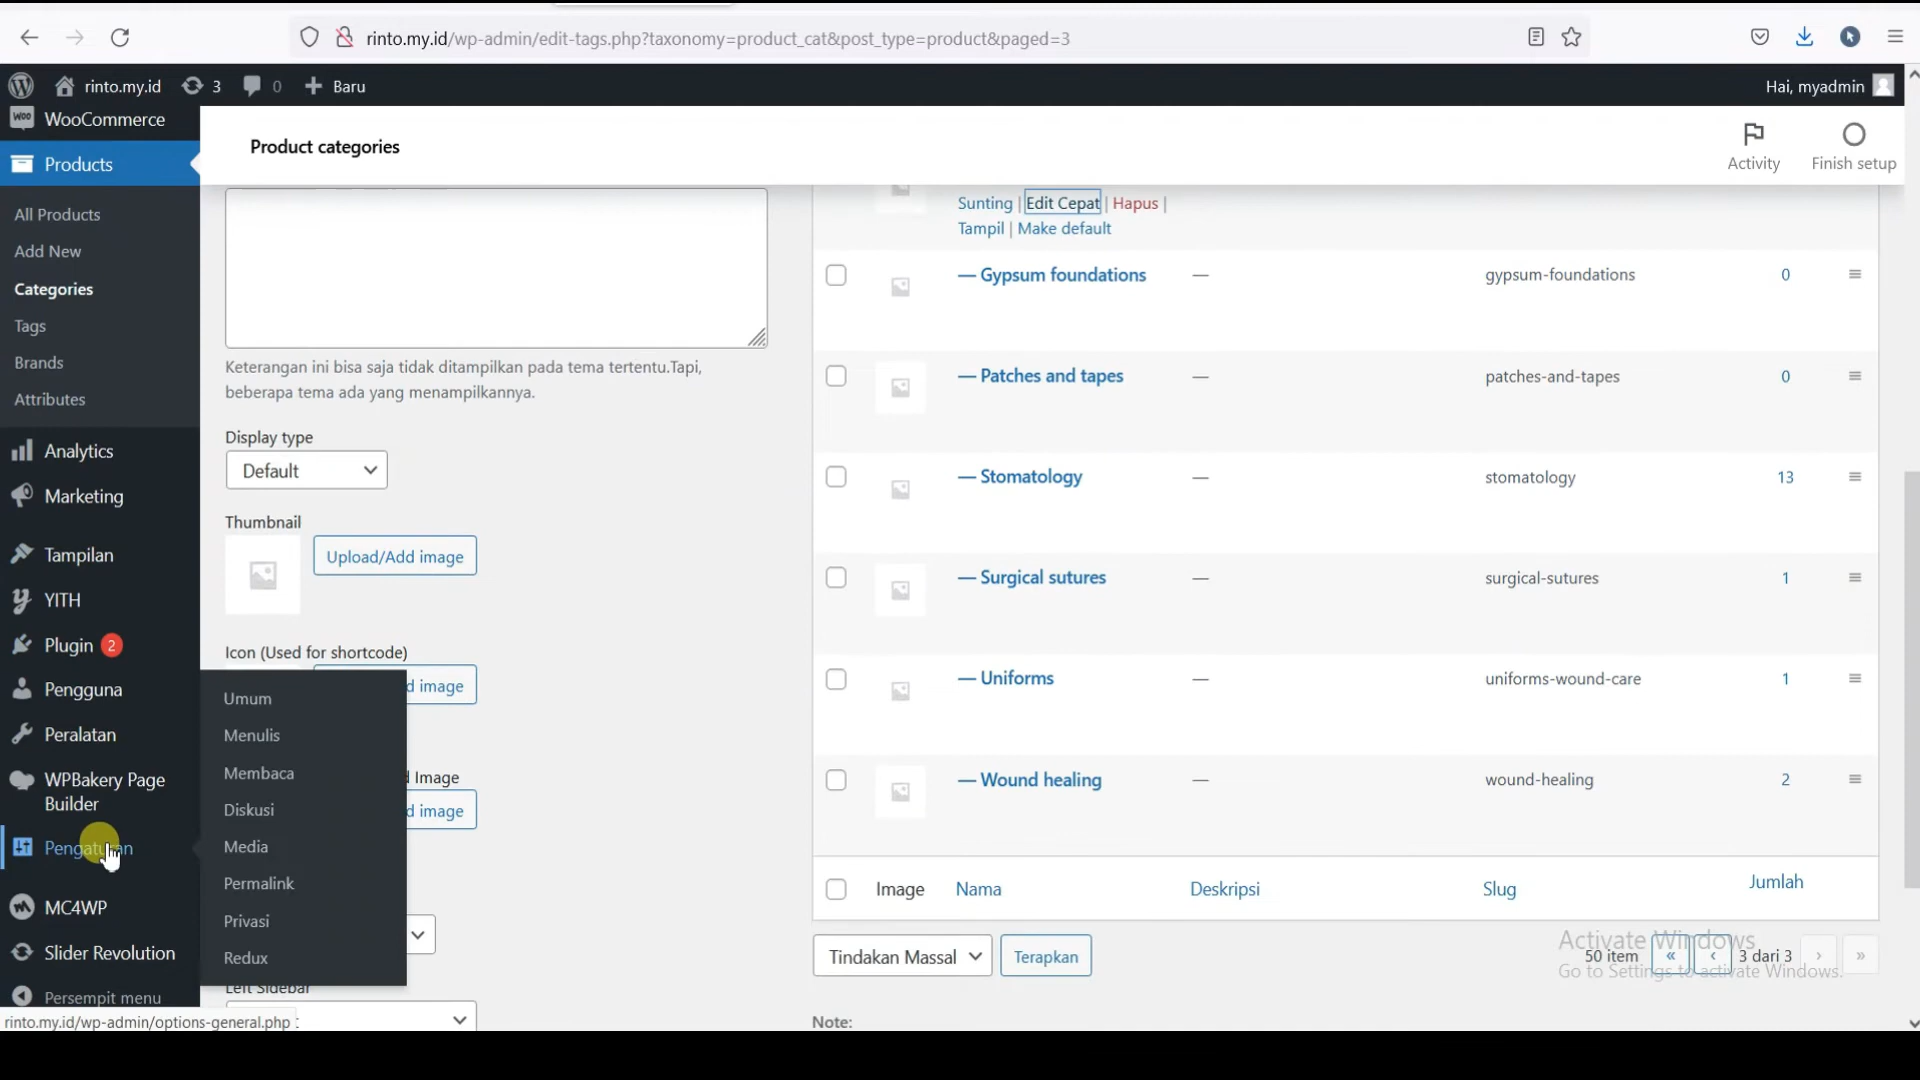 rinto.my.id/wp-admin/edit-tags.php?taxonomy=product_cat&post_type=product&paged=3
rinto.my.id
3
0
Baru
Hai, myadmin
WooCommerce
Products
All Products
Add New
Categories
Tags
Brands
Attributes
Analytics
Marketing
Tampilan
YITH
Plugin 2
Pengguna
Peralatan
WPBakery Page
Builder
Pengaturan
MC4WP
Slider Revolution
Persempit menu
Umum
Menulis
Membaca
Diskusi
Media
Permalink
Privasi
Redux
rinto.my.id/wp-admin/options-general.php
Product categories
Activity
Finish setup
Keterangan ini bisa saja tidak ditampilkan pada tema tertentu.Tapi,
beberapa tema ada yang menampilkannya.
Display type
Default
Thumbnail
Upload/Add image
Icon (Used for shortcode)
d image
d Image
d image
Left Sidebar
Sunting | Edit Cepat | Hapus |
Tampil | Make default
— Gypsum foundations — gypsum-foundations 0
— Patches and tapes — patches-and-tapes 0
— Stomatology — stomatology 13
— Surgical sutures — surgical-sutures 1
— Uniforms — uniforms-wound-care 1
— Wound healing — wound-healing 2
Image Nama Deskripsi Slug Jumlah
Tindakan Massal
Terapkan
50 item « ‹ 3 dari 3 › »
Activate Windows
Go to Settings to activate Windows.
Note: